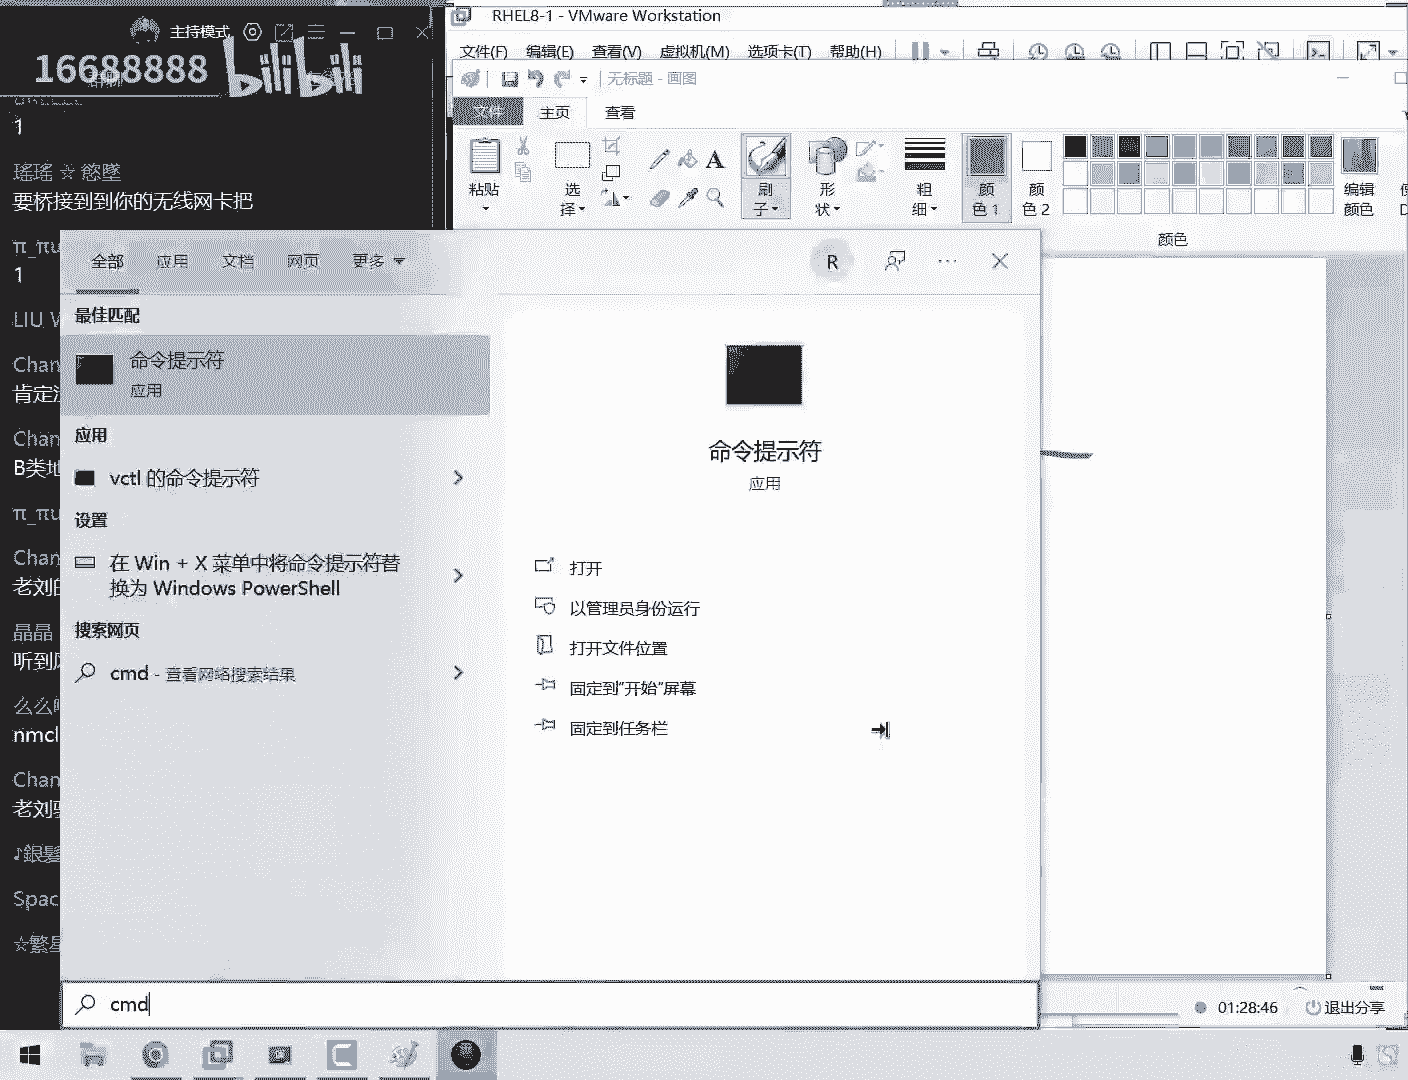 主持模式
16688888 bilibili
1
瑤瑤 ☆ 慾墜
要桥接到到你的无线网卡把
π_πu
1
LIU
Chan
肯定
Chan
B类地
π_πu
Chan
老刘
晶晶
听到
么么
nmcl
Chan
老刘
♪銀髮
Spac
☆繁星
RHEL8-1 - VMware Workstation
文件(F) 编辑(E) 查看(V) 虚拟机(M) 选项卡(T) 帮助(H)
无标题 - 画图
文件 主页 查看
粘贴
选择
刷子
形状
粗细
颜色 1
颜色 2
编辑颜色
颜色
全部 应用 文档 网页 更多
R
最佳匹配
命令提示符
应用
应用
vctl 的命令提示符
设置
在 Win + X 菜单中将命令提示符替
换为 Windows PowerShell
搜索网页
cmd - 查看网络搜索结果
命令提示符
应用
打开
以管理员身份运行
打开文件位置
固定到"开始"屏幕
固定到任务栏
cmd
01:28:46 退出分享